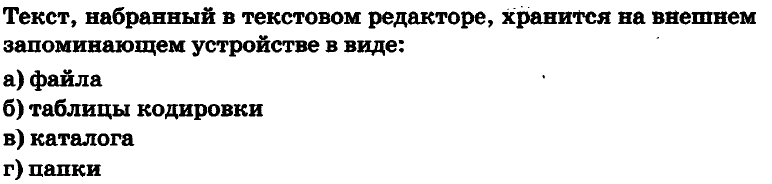 Текст, набранный в текстовом редакторе, хранится на внешнем
запоминающем устройстве в виде:
а) файла
б) таблицы кодировки
в) каталога
г) папки